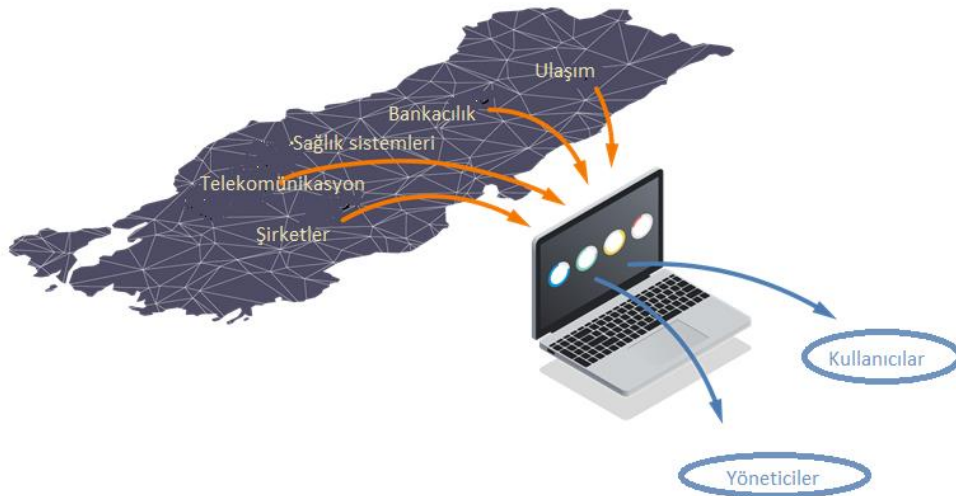 Ulaşım
Bankacılık
Sağlık sistemleri
Telekomünikasyon
Şirketler
Kullanıcılar
Yöneticiler